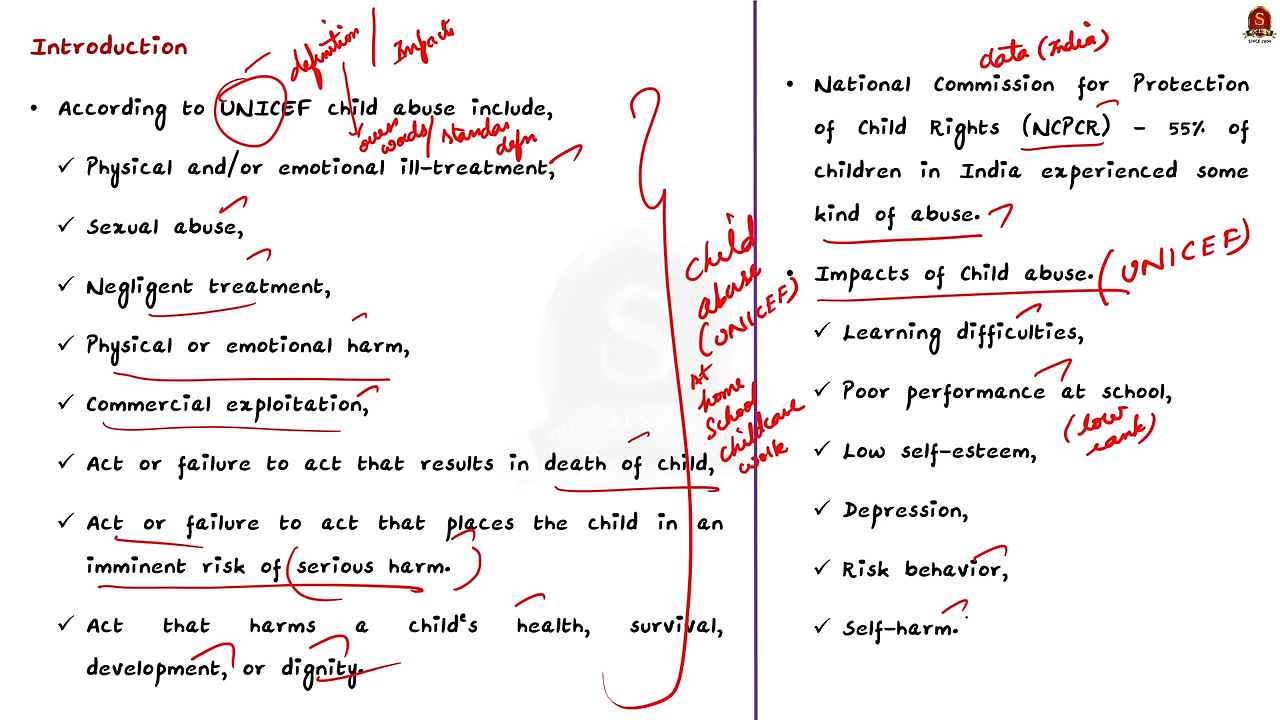 Introduction
definition | Impacts
• According to UNICEF child abuse include,
own words / standard defn
✓ Physical and/or emotional ill-treatment,
✓ Sexual abuse,
✓ Negligent treatment,
✓ Physical or emotional harm,
✓ Commercial exploitation,
✓ Act or failure to act that results in death of child,
✓ Act or failure to act that places the child in an
imminent risk of (serious harm.)
✓ Act that harms a child's health, survival,
development, or dignity.
Child
abuse
(UNICEF)
At
home
School
childcare
work
data (India)
• National Commission for Protection
of Child Rights (NCPCR) – 55% of
children in India experienced some
kind of abuse.
• Impacts of Child abuse. (UNICEF)
✓ Learning difficulties,
✓ Poor performance at school,
(low
rank)
✓ Low self-esteem,
✓ Depression,
✓ Risk behavior,
✓ Self-harm.
S
SINCE 2004